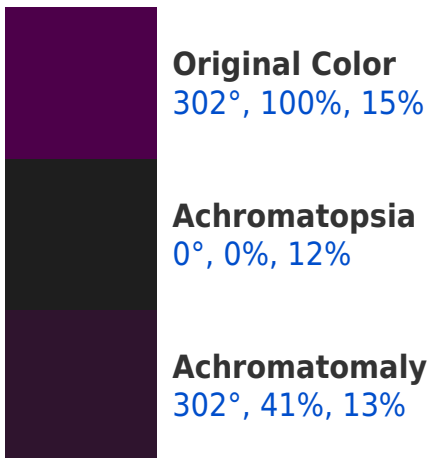 Original Color
302°, 100%, 15%
Achromatopsia
0°, 0%, 12%
Achromatomaly
302°, 41%, 13%